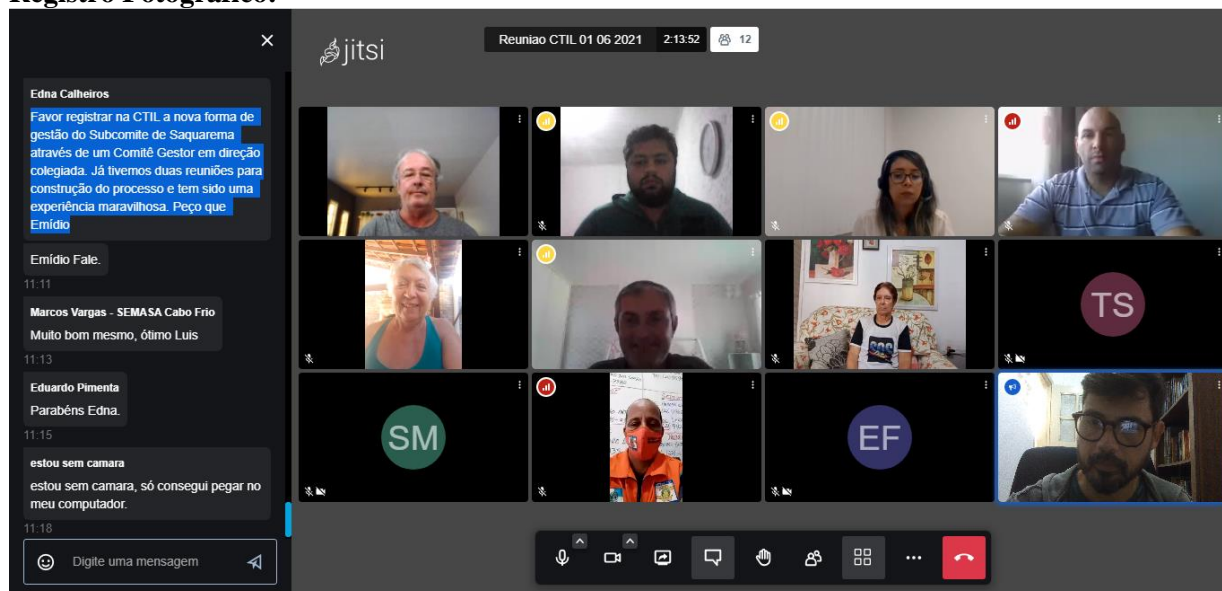 Registro Fotográfico:
jitsi
Reuniao CTIL 01 06 2021 2:13:52 12
Edna Calheiros
Favor registrar na CTIL a nova forma de
gestão do Subcomite de Saquarema
através de um Comitê Gestor em direção
colegiada. Já tivemos duas reuniões para
construção do processo e tem sido uma
experiência maravilhosa. Peço que
Emídio
Emídio Fale.
11:11
Marcos Vargas - SEMASA Cabo Frio
Muito bom mesmo, ótimo Luis
11:13
Eduardo Pimenta
Parabéns Edna.
11:15
estou sem camara
estou sem camara, só consegui pegar no
meu computador.
11:18
Digite uma mensagem
SOS
TS
SM
EF